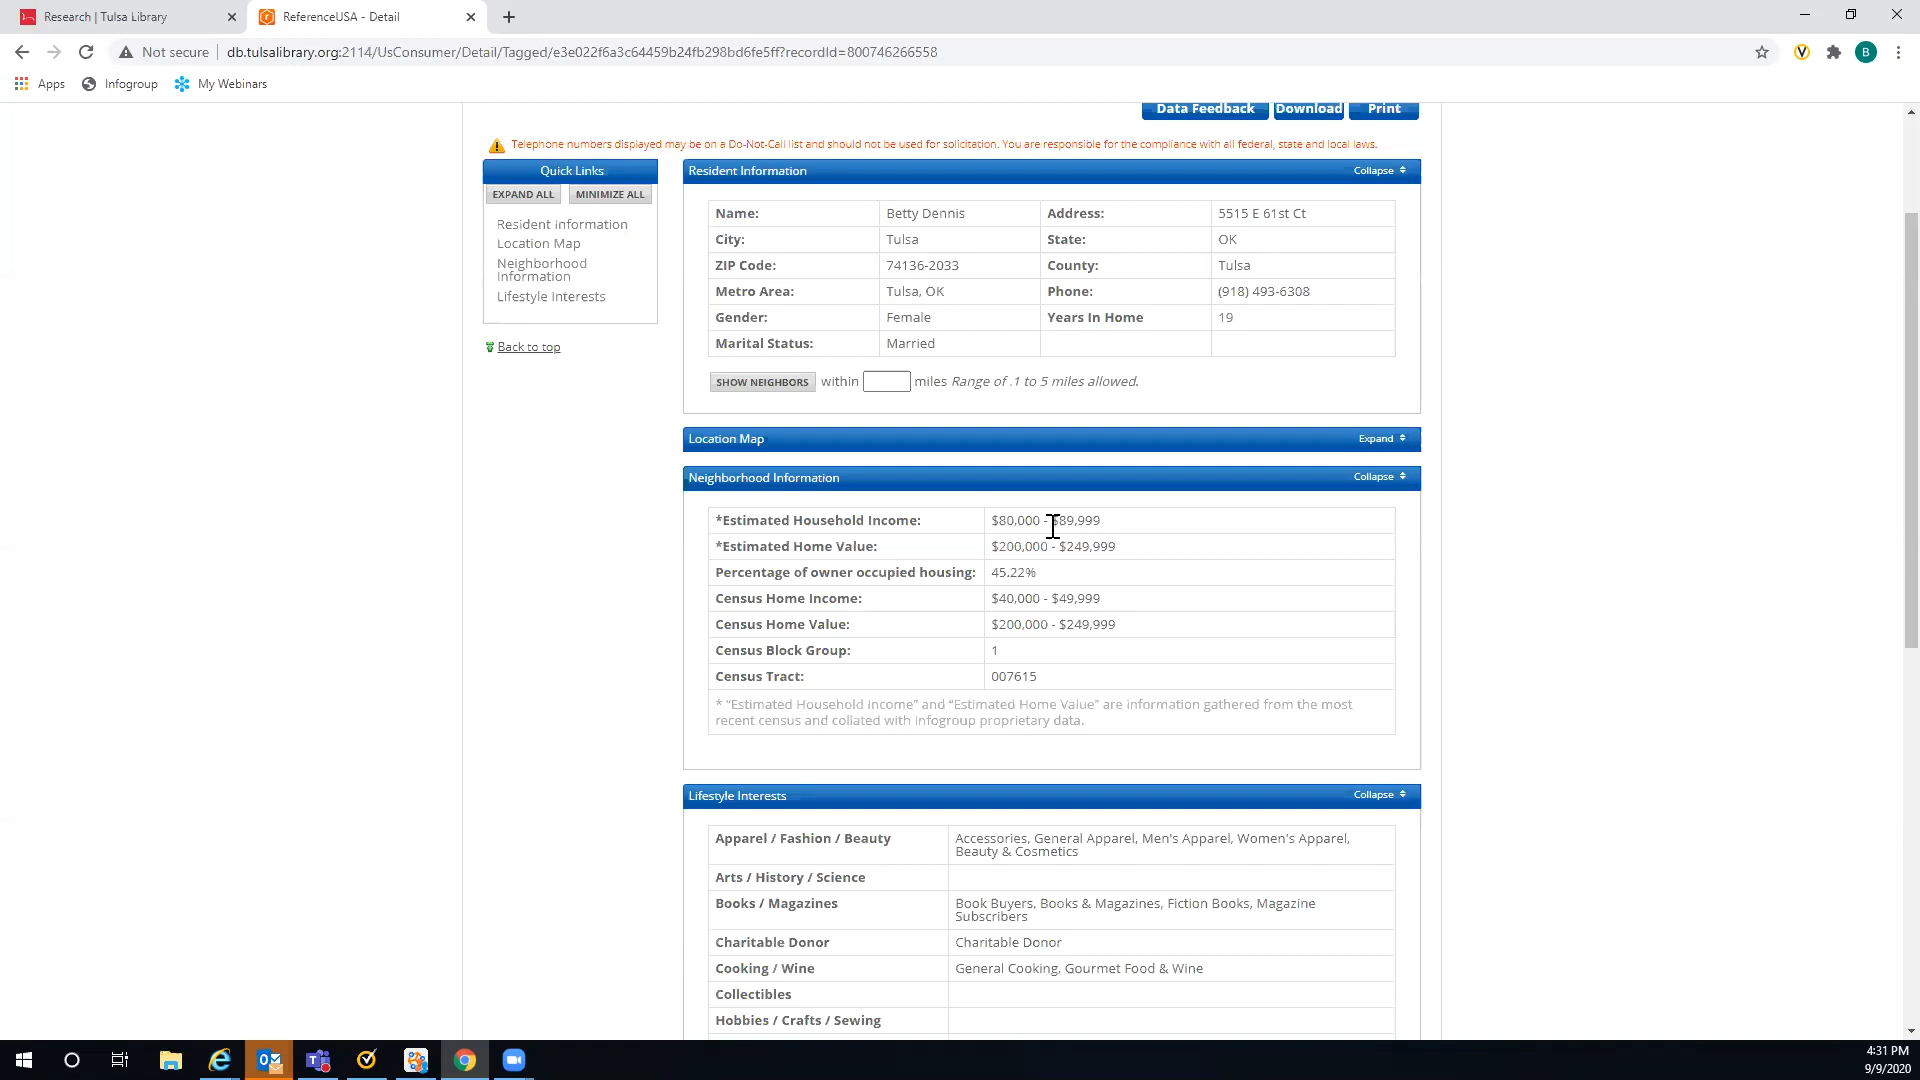 Research | Tulsa Library
ReferenceUSA - Detail
Not secure
db.tulsalibrary.org:2114/UsConsumer/Detail/Tagged/e3e022f6a3c64459b24fb298bd6fe5ff?recordId=800746266558
B
Apps
Infogroup
My Webinars
Data Feedback
Download
Print
Telephone numbers displayed may be on a Do-Not-Call list and should not be used for solicitation. You are responsible for the compliance with all federal, state and local laws.
Quick Links
EXPAND ALL
MINIMIZE ALL
Resident Information
Location Map
Neighborhood
Information
Lifestyle Interests
Back to top
Resident Information
Collapse
Name: Betty Dennis Address: 5515 E 61st Ct
City: Tulsa State: OK
ZIP Code: 74136-2033 County: Tulsa
Metro Area: Tulsa, OK Phone: (918) 493-6308
Gender: Female Years In Home 19
Marital Status: Married
SHOW NEIGHBORS within miles Range of .1 to 5 miles allowed.
Location Map
Expand
Neighborhood Information
Collapse
*Estimated Household Income: $80,000 - $89,999
*Estimated Home Value: $200,000 - $249,999
Percentage of owner occupied housing: 45.22%
Census Home Income: $40,000 - $49,999
Census Home Value: $200,000 - $249,999
Census Block Group: 1
Census Tract: 007615
* "Estimated Household Income" and "Estimated Home Value" are information gathered from the most
recent census and collated with Infogroup proprietary data.
Lifestyle Interests
Collapse
Apparel / Fashion / Beauty Accessories, General Apparel, Men's Apparel, Women's Apparel,
Beauty & Cosmetics
Arts / History / Science
Books / Magazines Book Buyers, Books & Magazines, Fiction Books, Magazine
Subscribers
Charitable Donor Charitable Donor
Cooking / Wine General Cooking, Gourmet Food & Wine
Collectibles
Hobbies / Crafts / Sewing
4:31 PM
9/9/2020